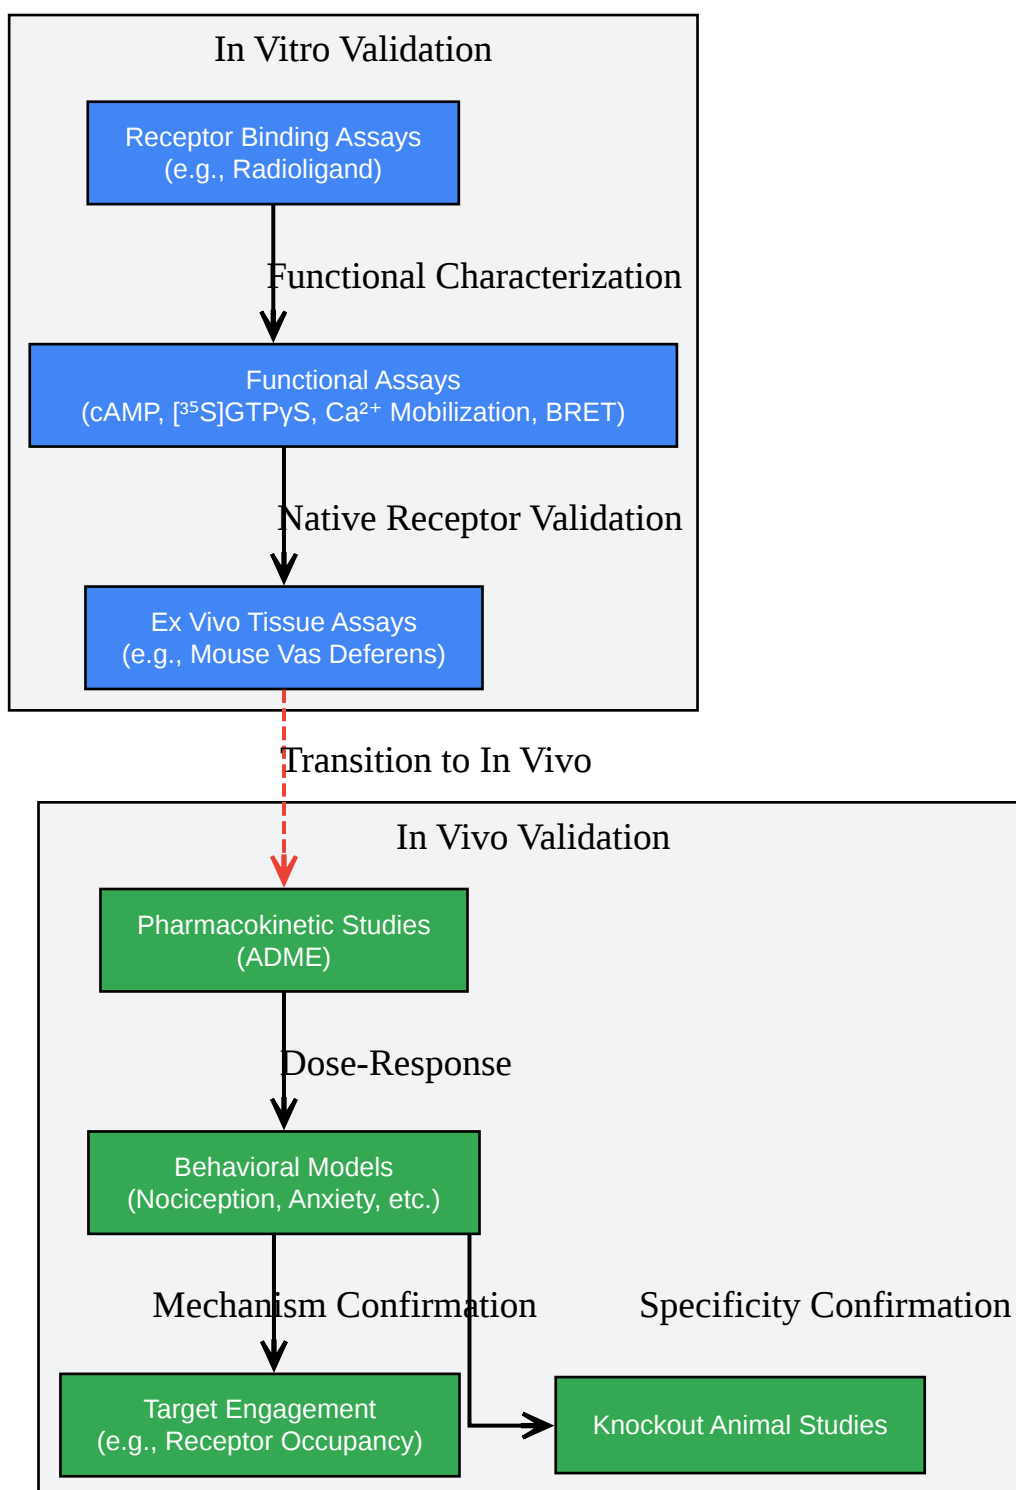 In Vitro Validation
Receptor Binding Assays
(e.g., Radioligand)
Functional Characterization
Functional Assays
(cAMP, [³⁵S]GTPγS, Ca²⁺ Mobilization, BRET)
Native Receptor Validation
Ex Vivo Tissue Assays
(e.g., Mouse Vas Deferens)
Transition to In Vivo
In Vivo Validation
Pharmacokinetic Studies
(ADME)
Dose-Response
Behavioral Models
(Nociception, Anxiety, etc.)
Mechanism Confirmation
Specificity Confirmation
Target Engagement
(e.g., Receptor Occupancy)
Knockout Animal Studies